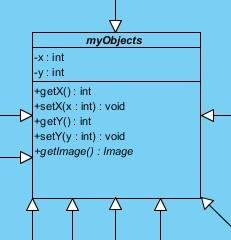 myObjects
-x : int
-y : int
+getX() : int
+setX(x : int) : void
+getY() : int
+setY(y : int) : void
+getImage() : Image